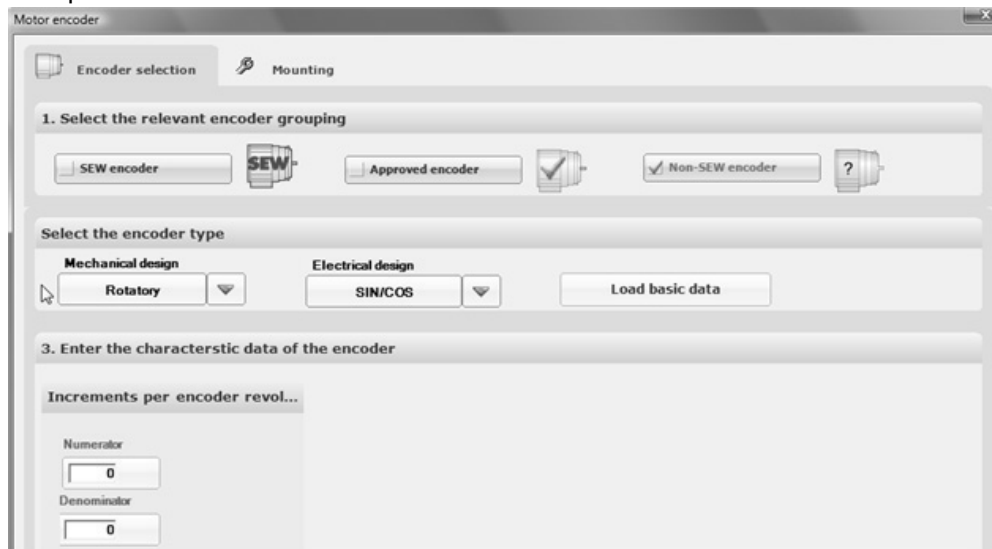 Motor encoder
Encoder selection Mounting
1. Select the relevant encoder grouping
SEW encoder SEW Approved encoder Non-SEW encoder ?
Select the encoder type
Mechanical design Electrical design
Rotatory SIN/COS Load basic data
3. Enter the characterstic data of the encoder
Increments per encoder revol...
Numerator
0
Denominator
0